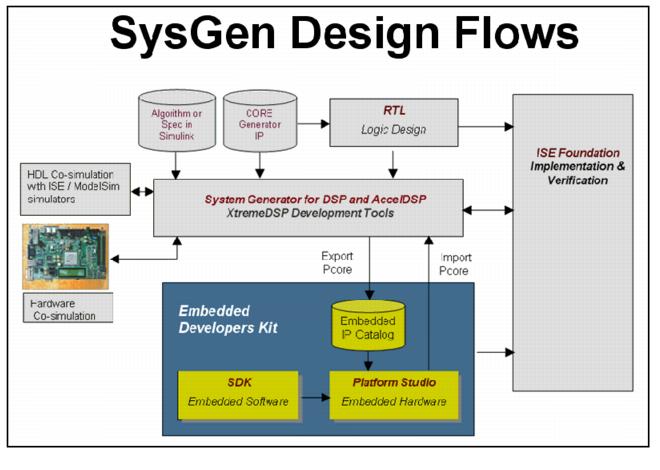 SysGen Design Flows
Algorithm or
Spec in
Simulink
CORE
Generator
IP
RTL
Logic Design
ISE Foundation
Implementation &
Verification
HDL Co-simulation
with ISE / ModelSim
simulators
System Generator for DSP and AccelDSP
XtremeDSP Development Tools
Hardware
Co-simulation
Export
Pcore
Import
Pcore
Embedded
Developers Kit
Embedded
IP Catalog
SDK
Embedded Software
Platform Studio
Embedded Hardware